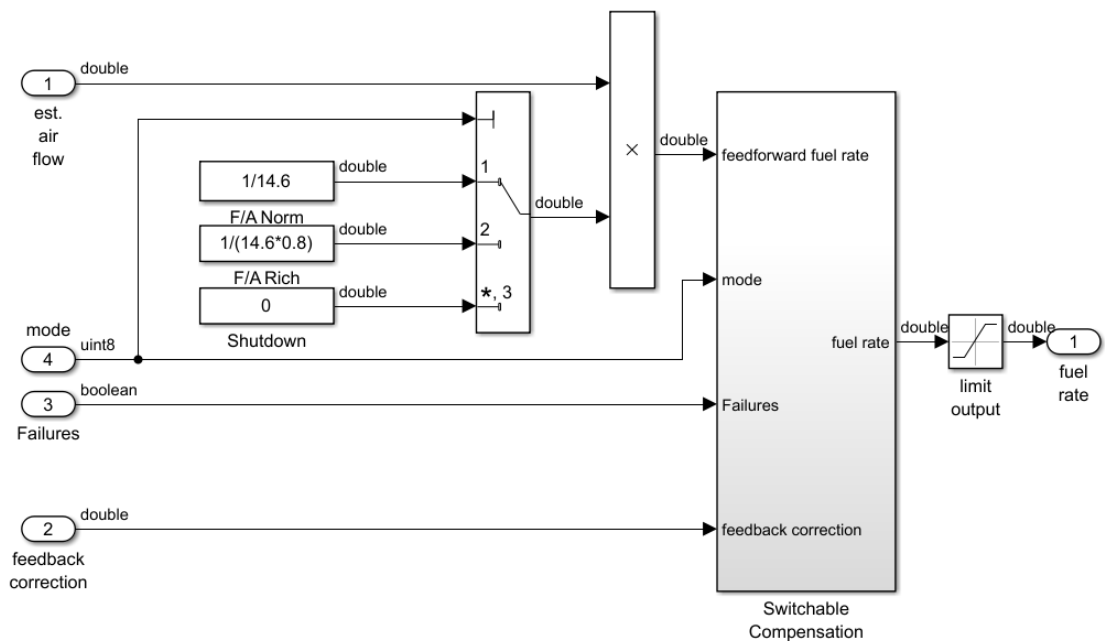 double
1
est.
air
flow
1/14.6
double
F/A Norm
1/(14.6*0.8)
double
F/A Rich
0
double
Shutdown
1
2
*, 3
double
×
double
mode
4
uint8
3
boolean
Failures
2
double
feedback
correction
feedforward fuel rate
mode
Failures
feedback correction
fuel rate
Switchable
Compensation
double
limit
output
double
1
fuel
rate